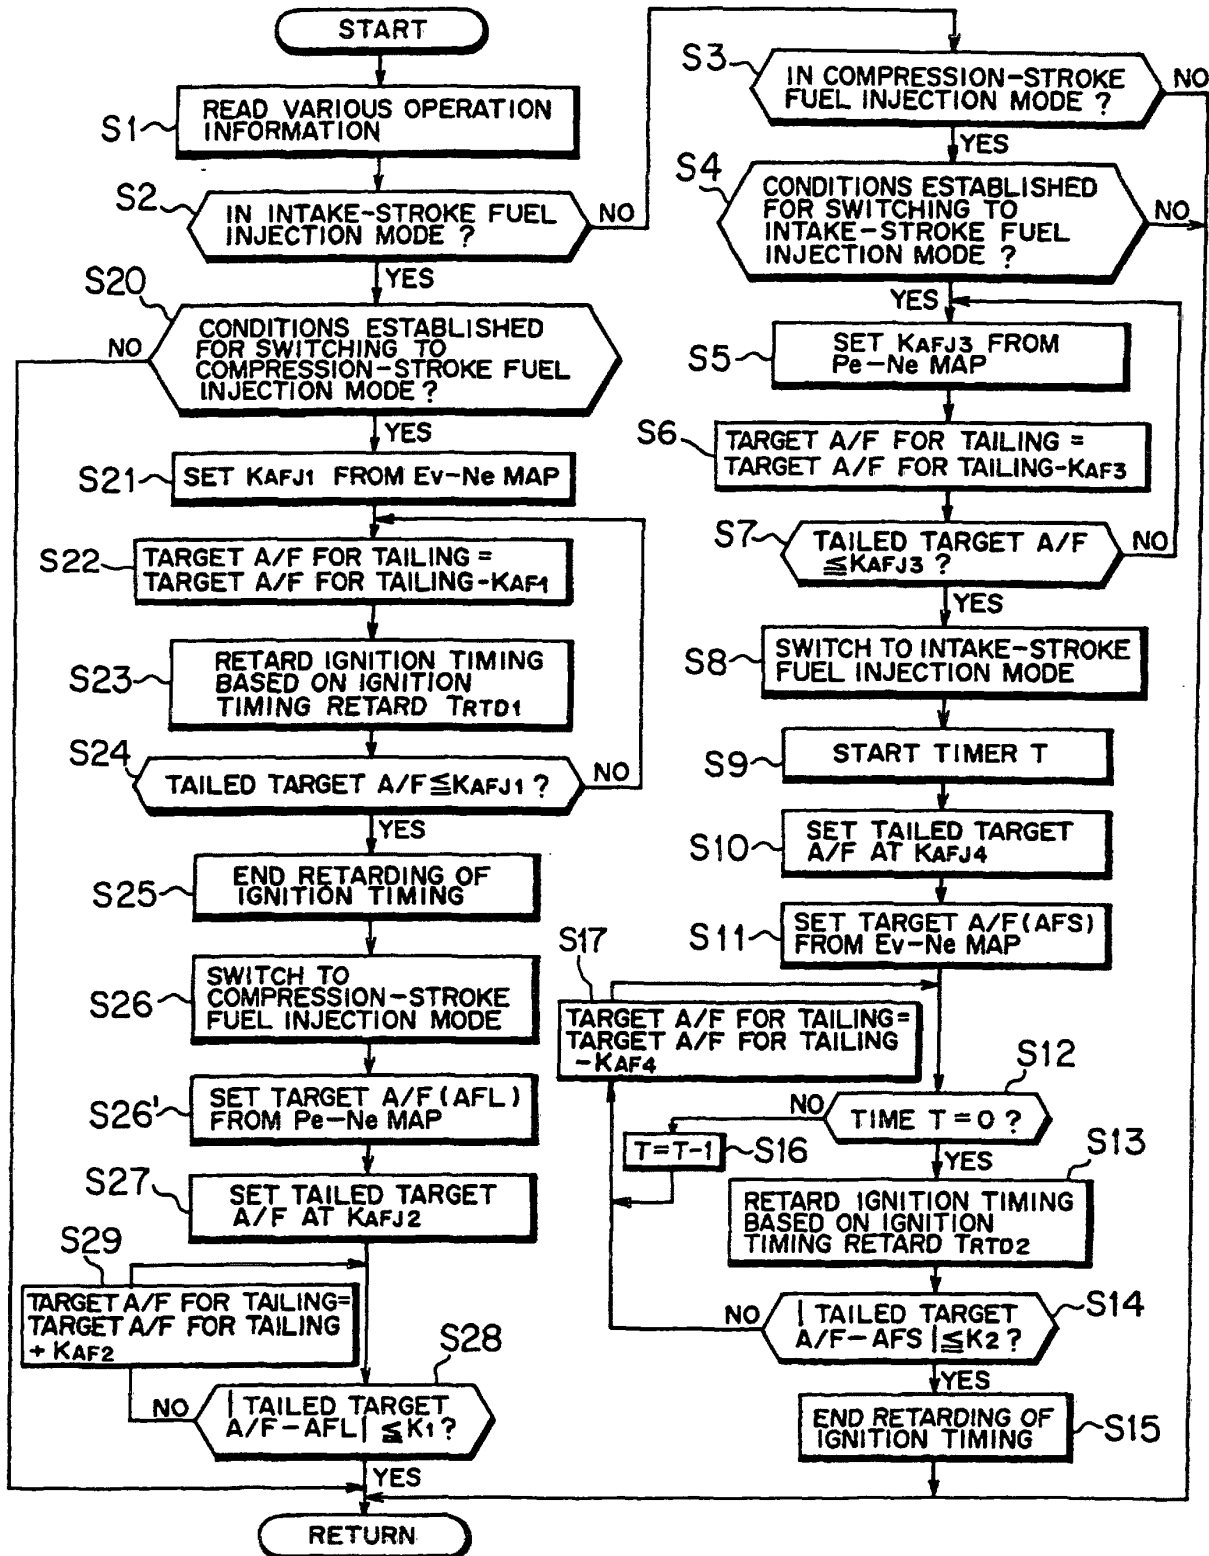 START
S1
READ VARIOUS OPERATION
INFORMATION
S2
IN INTAKE-STROKE FUEL
INJECTION MODE ?
NO
YES
S20
CONDITIONS ESTABLISHED
FOR SWITCHING TO
COMPRESSION-STROKE FUEL
INJECTION MODE ?
NO
YES
S21
SET KAFJ1 FROM Ev-Ne MAP
S22
TARGET A/F FOR TAILING =
TARGET A/F FOR TAILING-KAF1
S23
RETARD IGNITION TIMING
BASED ON IGNITION
TIMING RETARD TRTD1
S24
TAILED TARGET A/F ≦ KAFJ1 ?
NO
YES
S25
END RETARDING OF
IGNITION TIMING
S26
SWITCH TO
COMPRESSION-STROKE
FUEL INJECTION MODE
S26'
SET TARGET A/F (AFL)
FROM Pe-Ne MAP
S27
SET TAILED TARGET
A/F AT KAFJ2
S29
TARGET A/F FOR TAILING=
TARGET A/F FOR TAILING
+ KAF2
S28
| TAILED TARGET
A/F-AFL | ≦ K1 ?
NO
YES
RETURN
S3
IN COMPRESSION-STROKE
FUEL INJECTION MODE ?
NO
YES
S4
CONDITIONS ESTABLISHED
FOR SWITCHING TO
INTAKE-STROKE FUEL
INJECTION MODE ?
NO
YES
S5
SET KAFJ3 FROM
Pe-Ne MAP
S6
TARGET A/F FOR TAILING =
TARGET A/F FOR TAILING-KAF3
S7
TAILED TARGET A/F
≦KAFJ3 ?
NO
YES
S8
SWITCH TO INTAKE-STROKE
FUEL INJECTION MODE
S9
START TIMER T
S10
SET TAILED TARGET
A/F AT KAFJ4
S11
SET TARGET A/F (AFS)
FROM Ev-Ne MAP
S17
TARGET A/F FOR TAILING=
TARGET A/F FOR TAILING
-KAF4
S12
TIME T = 0 ?
NO
YES
S16
T=T-1
S13
RETARD IGNITION TIMING
BASED ON IGNITION
TIMING RETARD TRTD2
S14
| TAILED TARGET
A/F-AFS |≦K2 ?
NO
YES
S15
END RETARDING OF
IGNITION TIMING